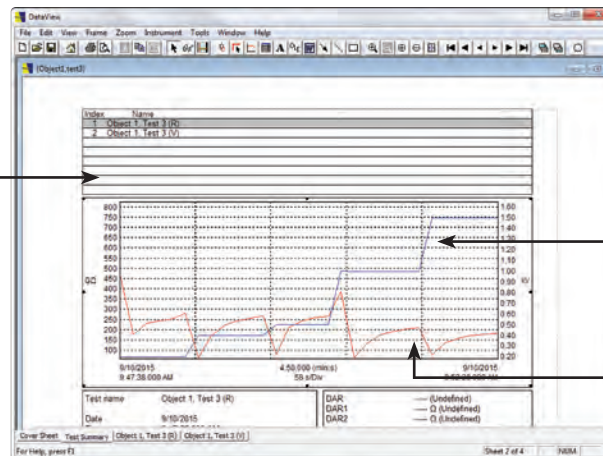 DataView
File Edit View Frame Zoom Instrument Tools Window Help
(Object1,test3)
Index Name
1 Object 1, Test 3 (R)
2 Object 1, Test 3 (V)
800 1.60
750 1.50
700 1.40
650 1.30
600 1.20
550 1.10
500 1.00
450 0.90
400 0.80
350 0.70
300 0.60
250 0.50
200 0.40
150 0.30
100 0.20
kV
9/10/2015 4:50.000 (min:s) 9/10/2015
9:47:38.000 AM 58 s/Div
Test name Object 1, Test 3 (R)
Date 9/10/2015
DAR (Undefined)
DAR1 Ω (Undefined)
DAR2 Ω (Undefined)
Cover Sheet Test Summary Object 1, Test 3 (R) Object 1, Test 3 (V)
For Help, press F1 Sheet 2 of 4 NUM